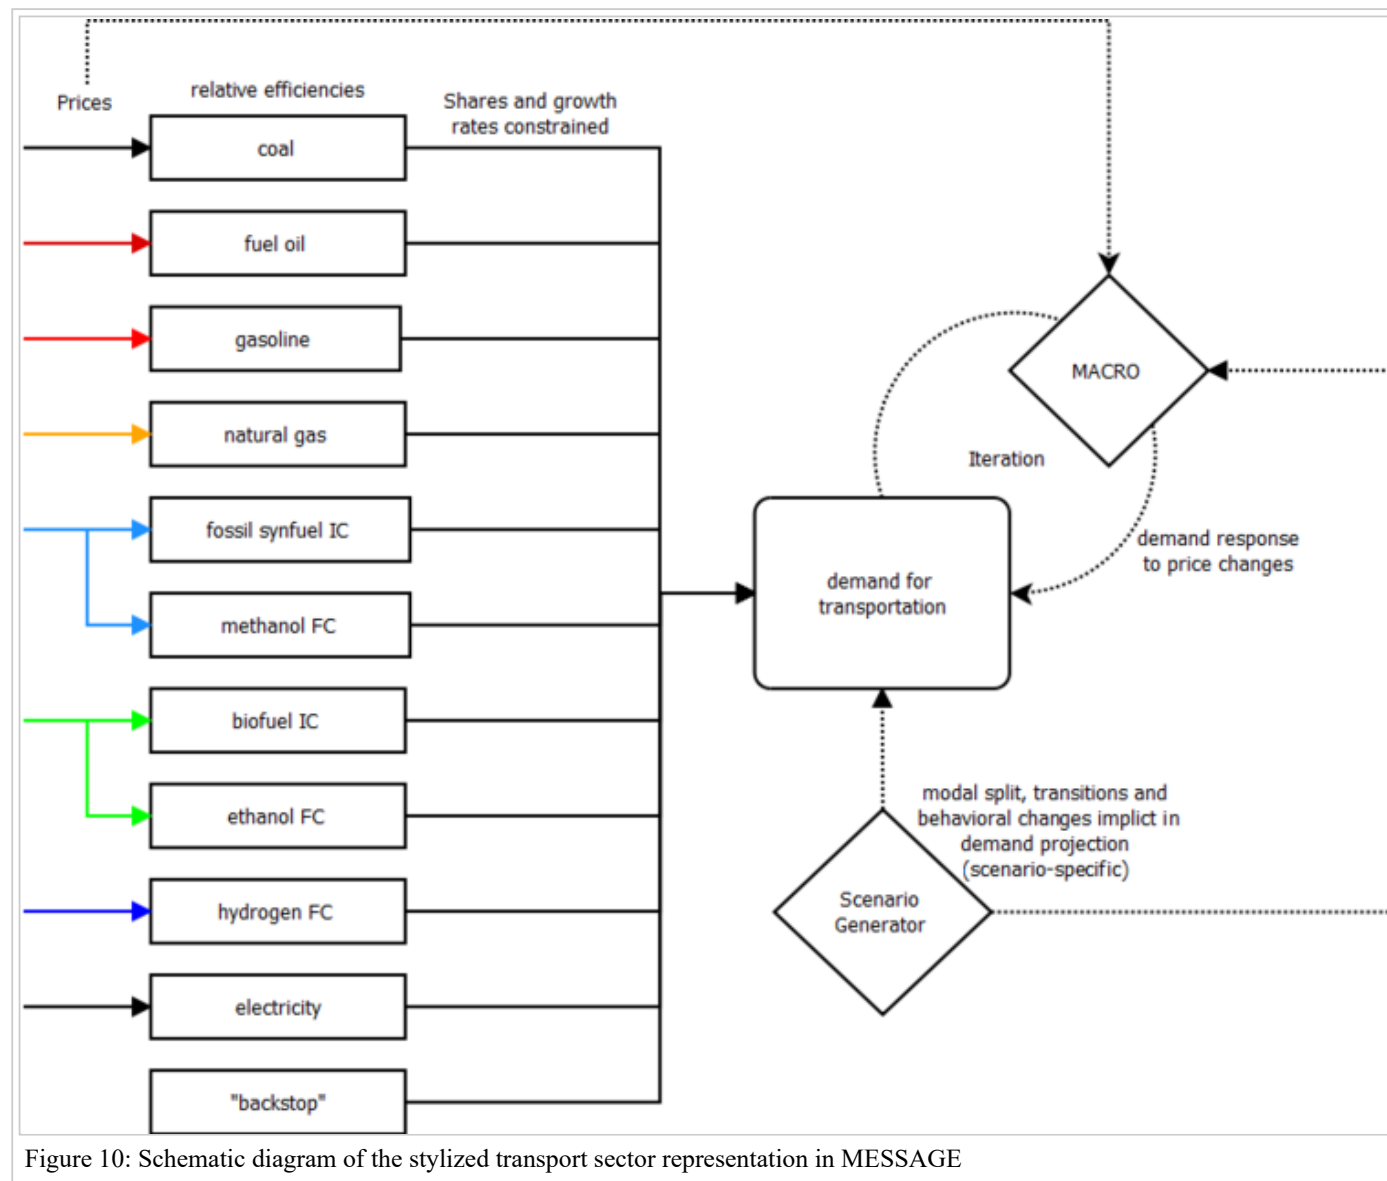 Prices
relative efficiencies
Shares and growth
rates constrained
coal
fuel oil
gasoline
natural gas
fossil synfuel IC
methanol FC
biofuel IC
ethanol FC
hydrogen FC
electricity
"backstop"
MACRO
Iteration
demand response
to price changes
demand for
transportation
modal split, transitions and
behavioral changes implict in
demand projection
(scenario-specific)
Scenario
Generator
Figure 10: Schematic diagram of the stylized transport sector representation in MESSAGE